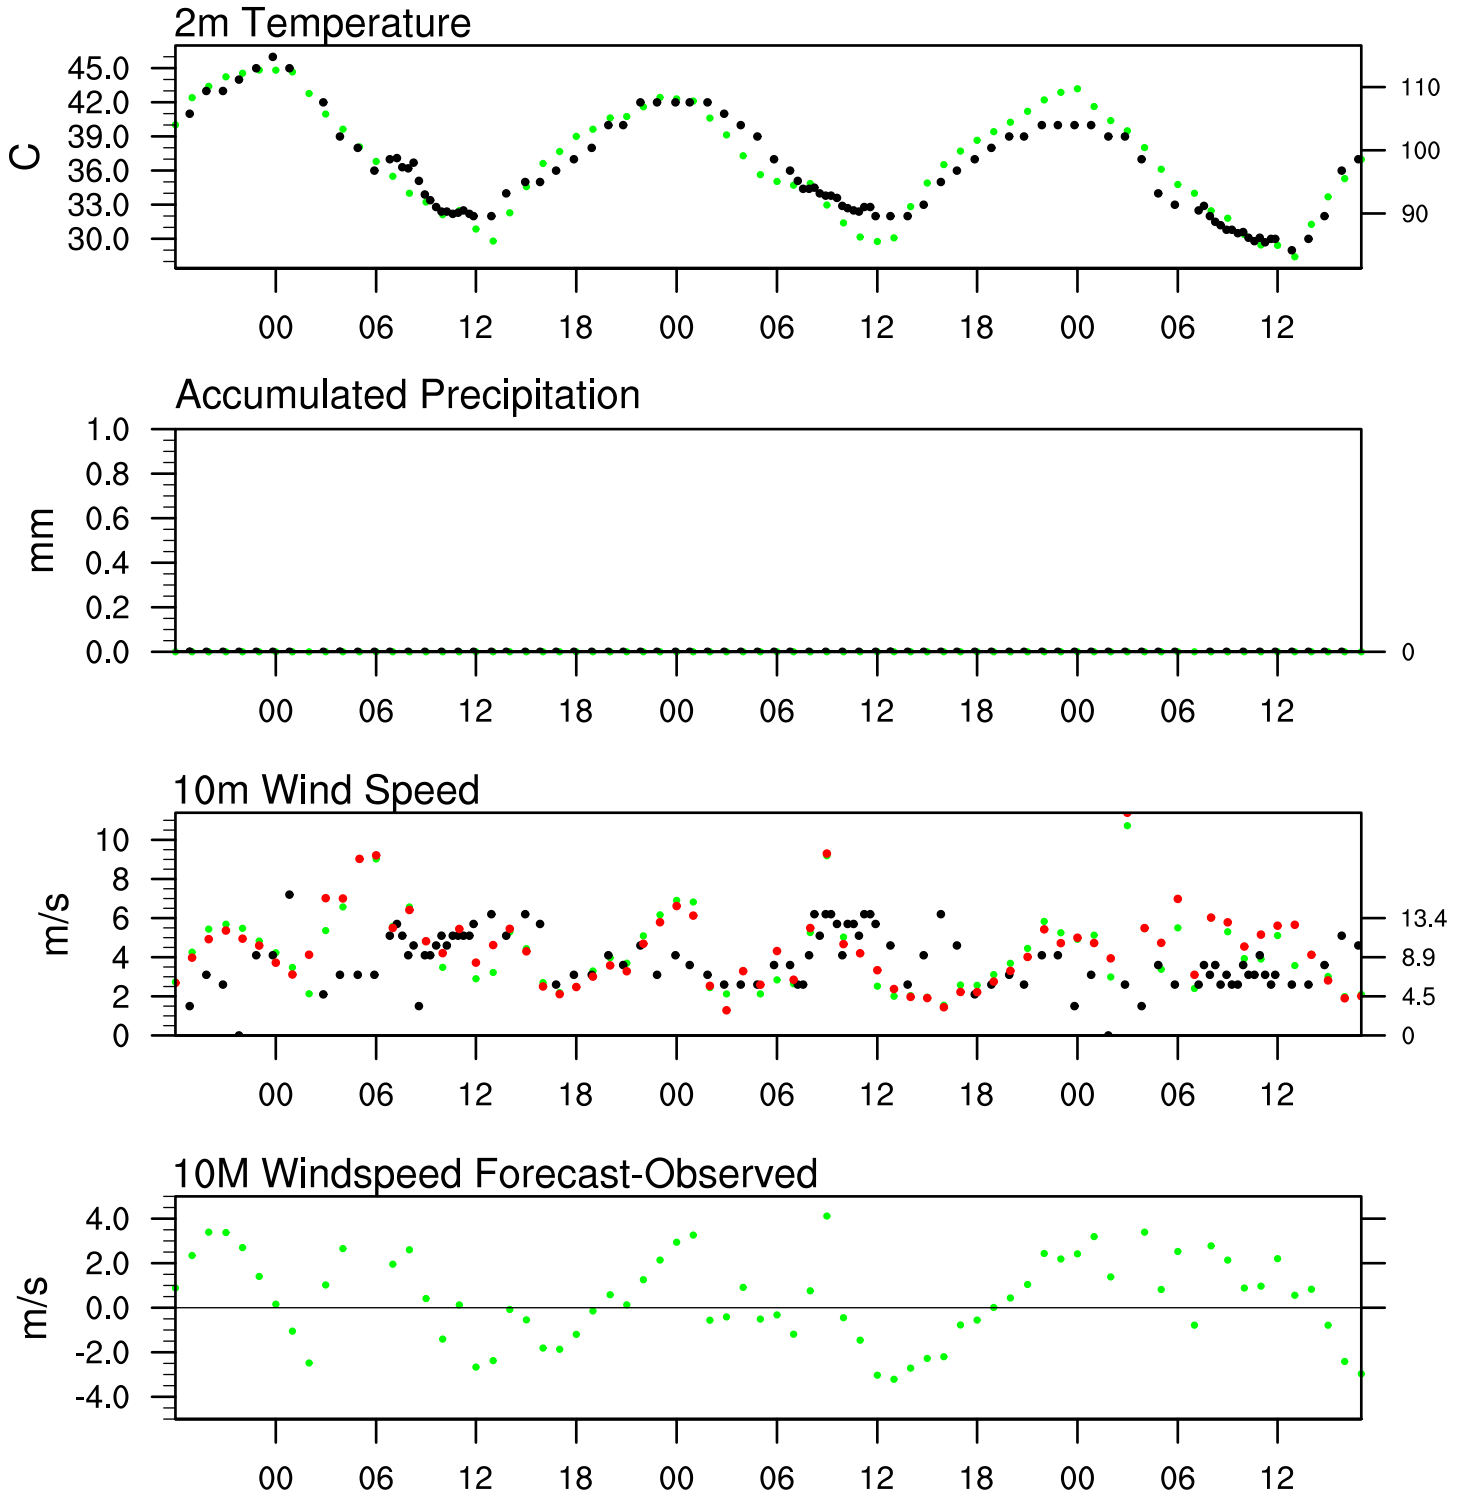 2m Temperature
45.0
42.0
39.0
36.0
33.0
30.0
C
110
100
90
00 06 12 18 00 06 12 18 00 06 12
Accumulated Precipitation
1.0
0.8
0.6
0.4
0.2
0.0
mm
0
00 06 12 18 00 06 12 18 00 06 12
10m Wind Speed
10
8
6
4
2
0
m/s
13.4
8.9
4.5
0
00 06 12 18 00 06 12 18 00 06 12
10M Windspeed Forecast-Observed
4.0
2.0
0.0
-2.0
-4.0
m/s
00 06 12 18 00 06 12 18 00 06 12